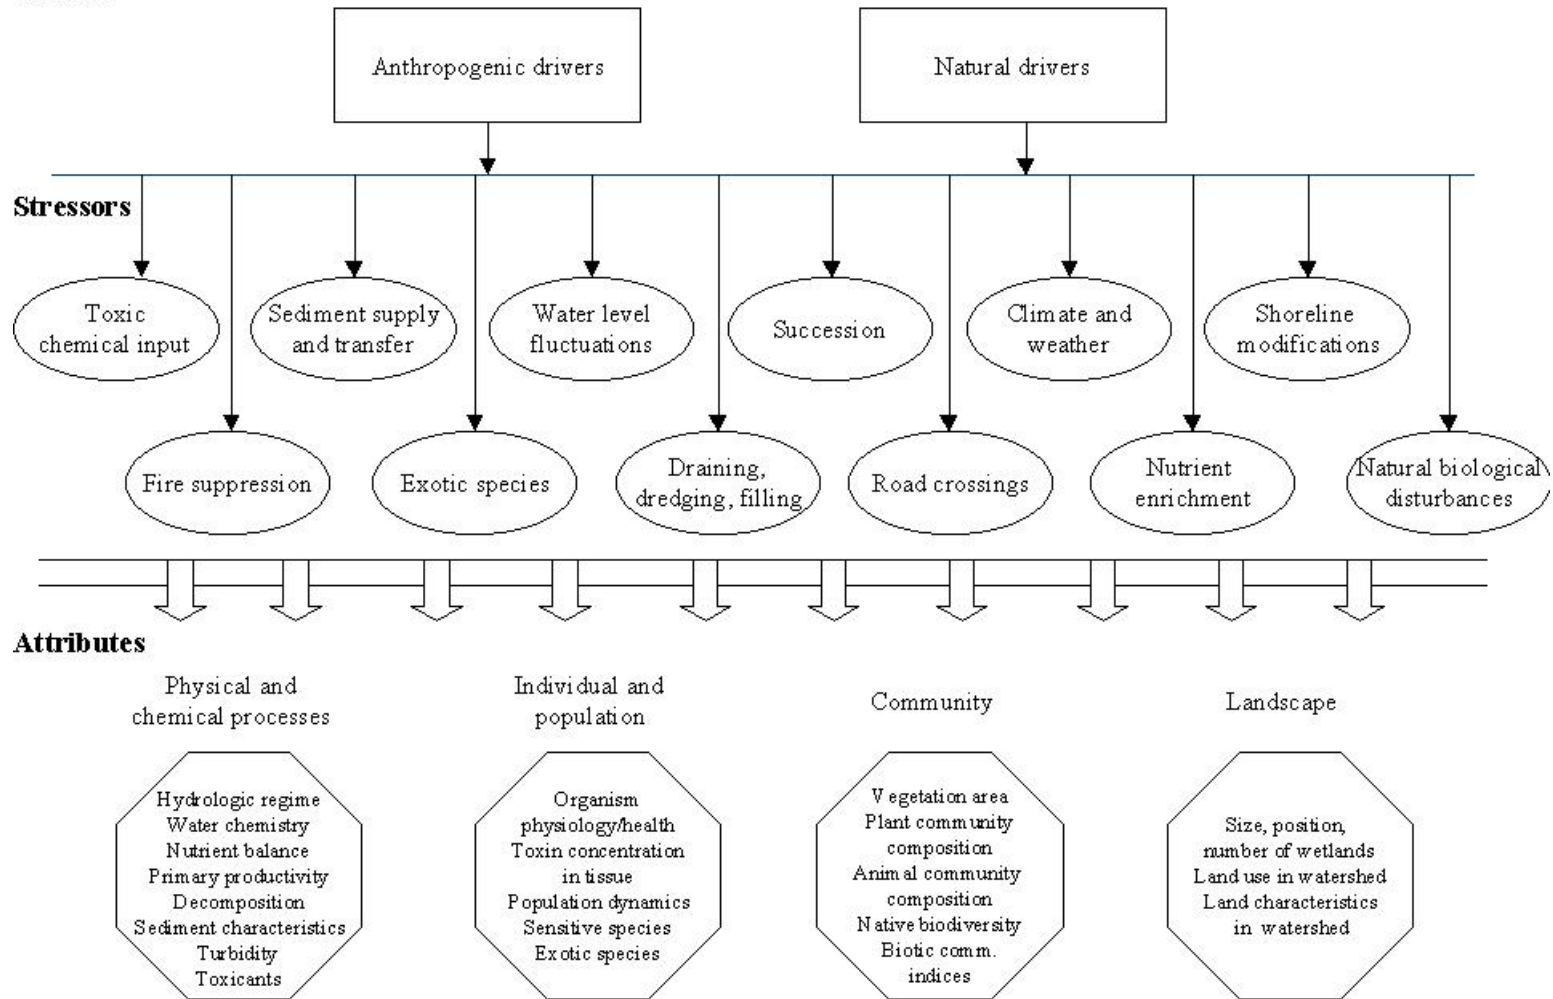 Anthropogenic drivers
Natural drivers
Stressors
Toxic
chemical input
Sediment supply
and transfer
Water level
fluctuations
Succession
Climate and
weather
Shoreline
modifications
Fire suppression
Exotic species
Draining,
dredging, filling
Road crossings
Nutrient
enrichment
Natural biological
disturbances
Attributes
Physical and
chemical processes
Individual and
population
Community
Landscape
Hydrologic regime
Water chemistry
Nutrient balance
Primary productivity
Decomposition
Sediment characteristics
Turbidity
Toxicants
Organism
physiology/health
Toxin concentration
in tissue
Population dynamics
Sensitive species
Exotic species
Vegetation area
Plant community
composition
Animal community
composition
Native biodiversity
Biotic comm.
indices
Size, position,
number of wetlands
Land use in watershed
Land characteristics
in watershed